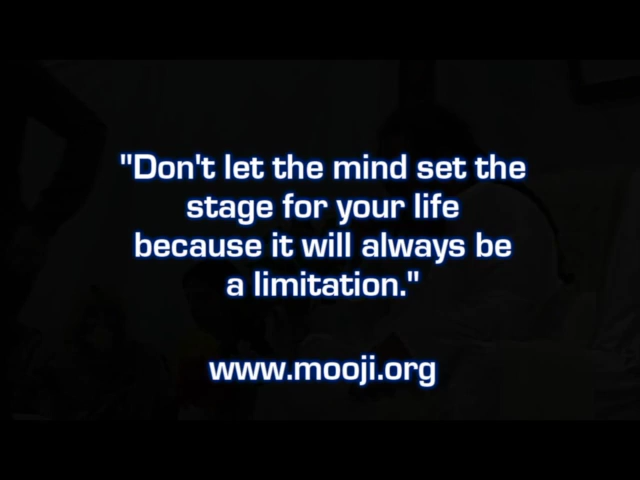 "Don't let the mind set the
stage for your life
because it will always be
a limitation."
www.mooji.org